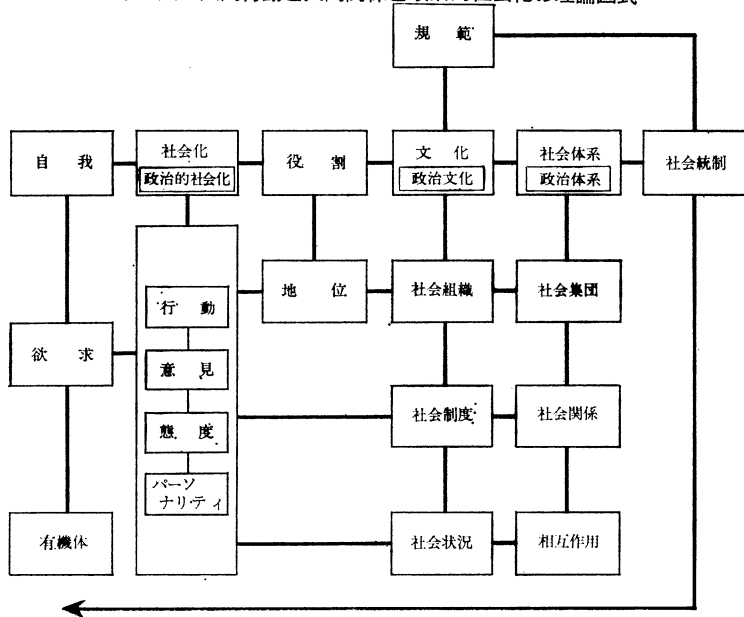 規範
自我
社会化
政治的社会化
役割
文化
政治文化
社会体系
政治体系
社会統制
地位
社会組織
社会集団
行動
欲求
意見
態度
社会制度
社会関係
パーソ
ナリティ
有機体
社会状況
相互作用